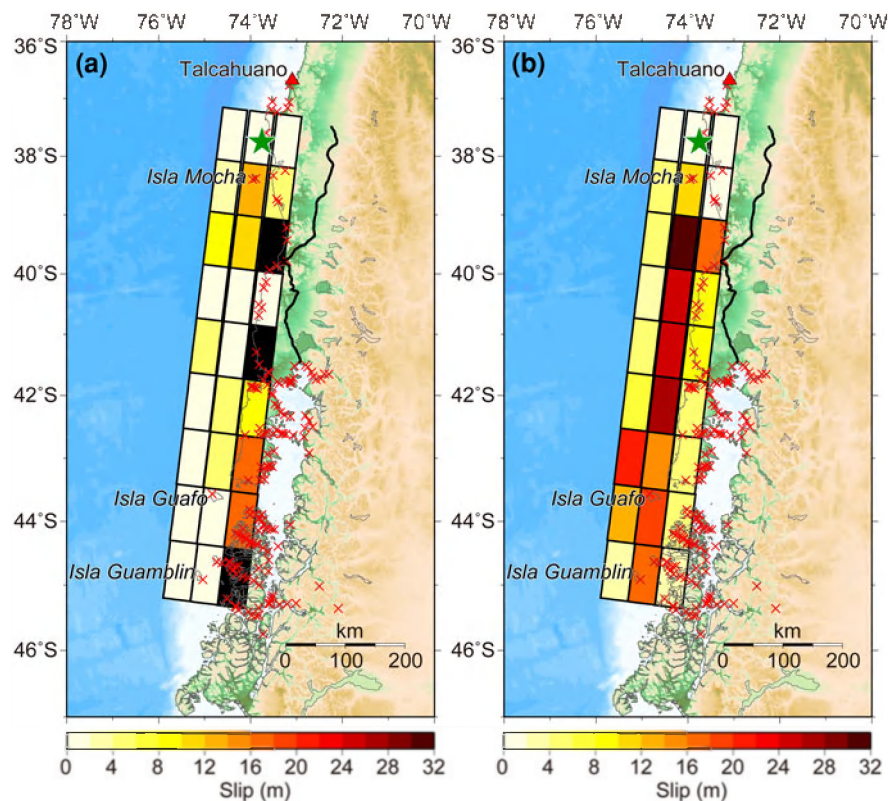 78°W 76°W 74°W 72°W 70°W 78°W 76°W 74°W 72°W 70°W
36°S 36°S
(a) (b)
Talcahuano Talcahuano
38°S 38°S
Isla Mocha Isla Mocha
40°S 40°S
42°S 42°S
Isla Guafo Isla Guafo
44°S 44°S
Isla Guamblin Isla Guamblin
km km
46°S 0 100 200 46°S 0 100 200
0 4 8 12 16 20 24 28 32 0 4 8 12 16 20 24 28 32
Slip (m) Slip (m)